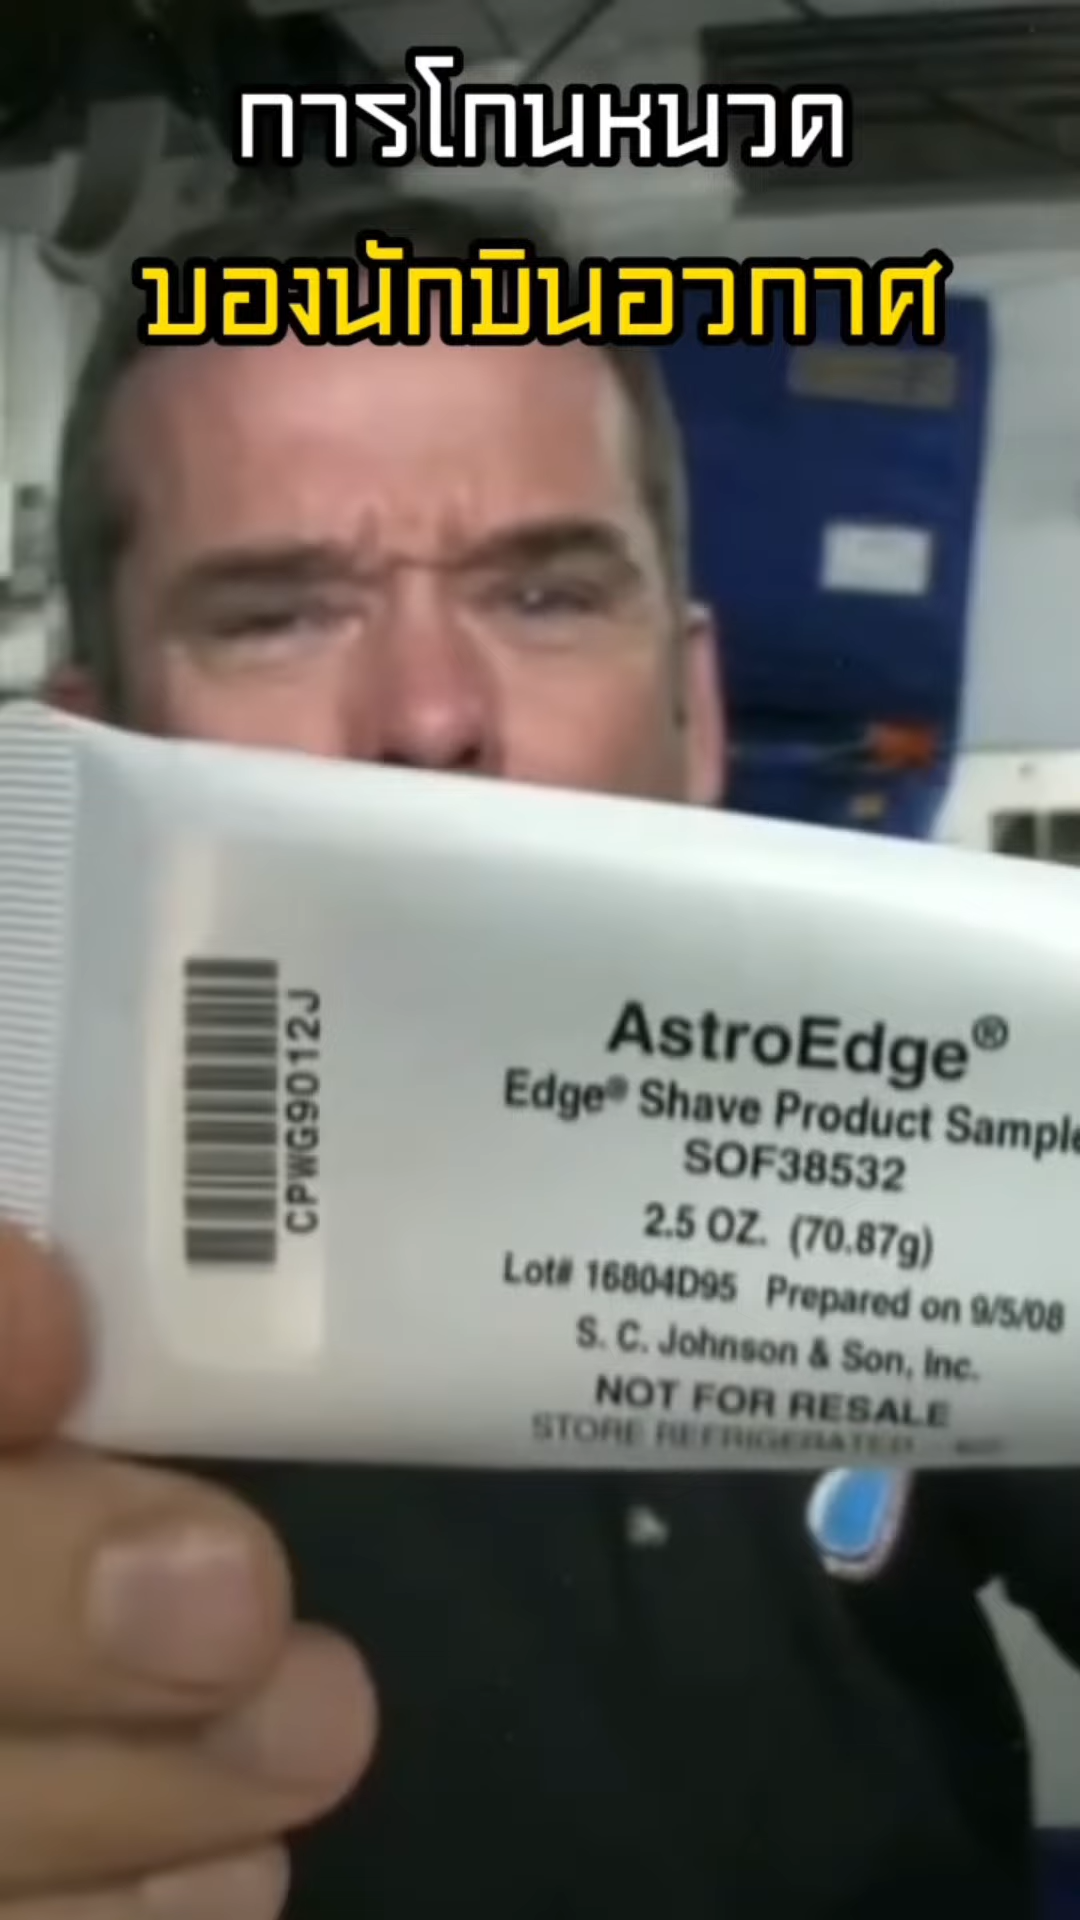 การโกนหนวด
ของนักบินอวกาศ
CPWG9012J
AstroEdge®
Edge® Shave Product Sample
SOF38532
2.5 OZ. (70.87g)
Lot# 16804D95 Prepared on 9/5/08
S. C. Johnson & Son, Inc.
NOT FOR RESALE
STORE REFRIGERATED